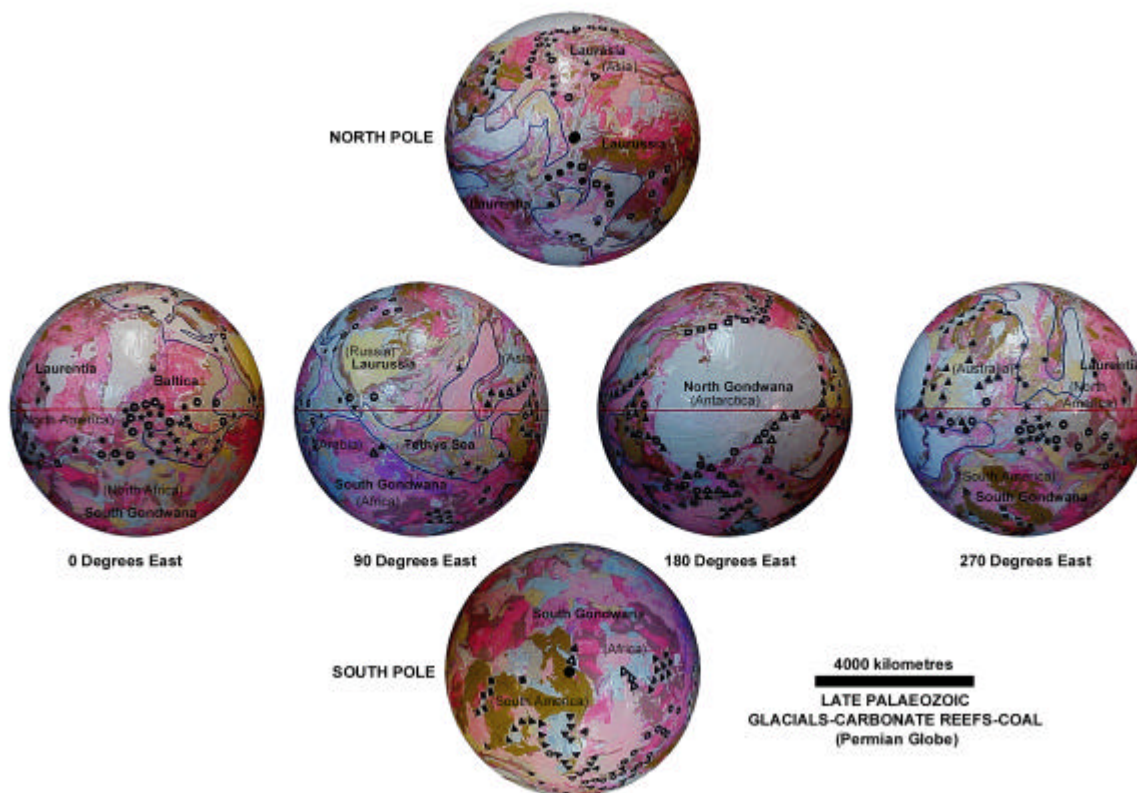 Laurasia
(Asia)
NORTH POLE
Laurussia
Laurentia
Laurentia
Baltica
(North America)
(North Africa)
South Gondwana
(Russia)
Laurussia
(Asia)
(Arabia)
Tethys Sea
South Gondwana
(Africa)
North Gondwana
(Antarctica)
(Australia)
Laurentia
(North
America)
(South America)
South Gondwana
0 Degrees East
90 Degrees East
180 Degrees East
270 Degrees East
South Gondwana
(Africa)
SOUTH POLE
South America)
4000 kilometres
LATE PALAEOZOIC
GLACIALS-CARBONATE REEFS-COAL
(Permian Globe)